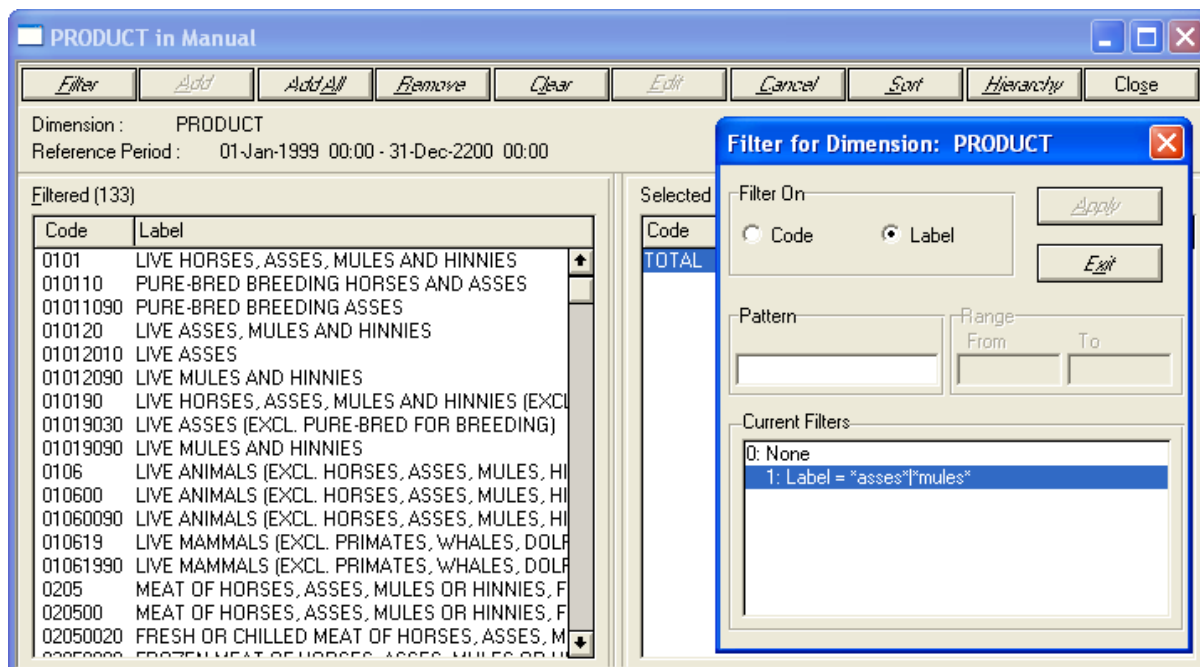 PRODUCT in Manual
Filter Add Add All Remove Clear Edit Cancel Sort Hierarchy Close
Dimension : PRODUCT
Reference Period : 01-Jan-1999 00:00 - 31-Dec-2200 00:00
Filtered (133)
Code Label
0101 LIVE HORSES, ASSES, MULES AND HINNIES
010110 PURE-BRED BREEDING HORSES AND ASSES
01011090 PURE-BRED BREEDING ASSES
010120 LIVE ASSES, MULES AND HINNIES
01012010 LIVE ASSES
01012090 LIVE MULES AND HINNIES
010190 LIVE HORSES, ASSES, MULES AND HINNIES (EXCL
01019030 LIVE ASSES (EXCL. PURE-BRED FOR BREEDING)
01019090 LIVE MULES AND HINNIES
0106 LIVE ANIMALS (EXCL. HORSES, ASSES, MULES, HI
010600 LIVE ANIMALS (EXCL. HORSES, ASSES, MULES, HI
01060090 LIVE ANIMALS (EXCL. HORSES, ASSES, MULES, HI
010619 LIVE MAMMALS (EXCL. PRIMATES, WHALES, DOLF
01061990 LIVE MAMMALS (EXCL. PRIMATES, WHALES, DOLF
0205 MEAT OF HORSES, ASSES, MULES OR HINNIES, F
020500 MEAT OF HORSES, ASSES, MULES OR HINNIES, F
02050020 FRESH OR CHILLED MEAT OF HORSES, ASSES, M
Selected
Code
TOTAL
Filter for Dimension: PRODUCT
Filter On
Code Label
Apply
Exit
Pattern
Range
From To
Current Filters
0: None
1: Label = *asses*|*mules*